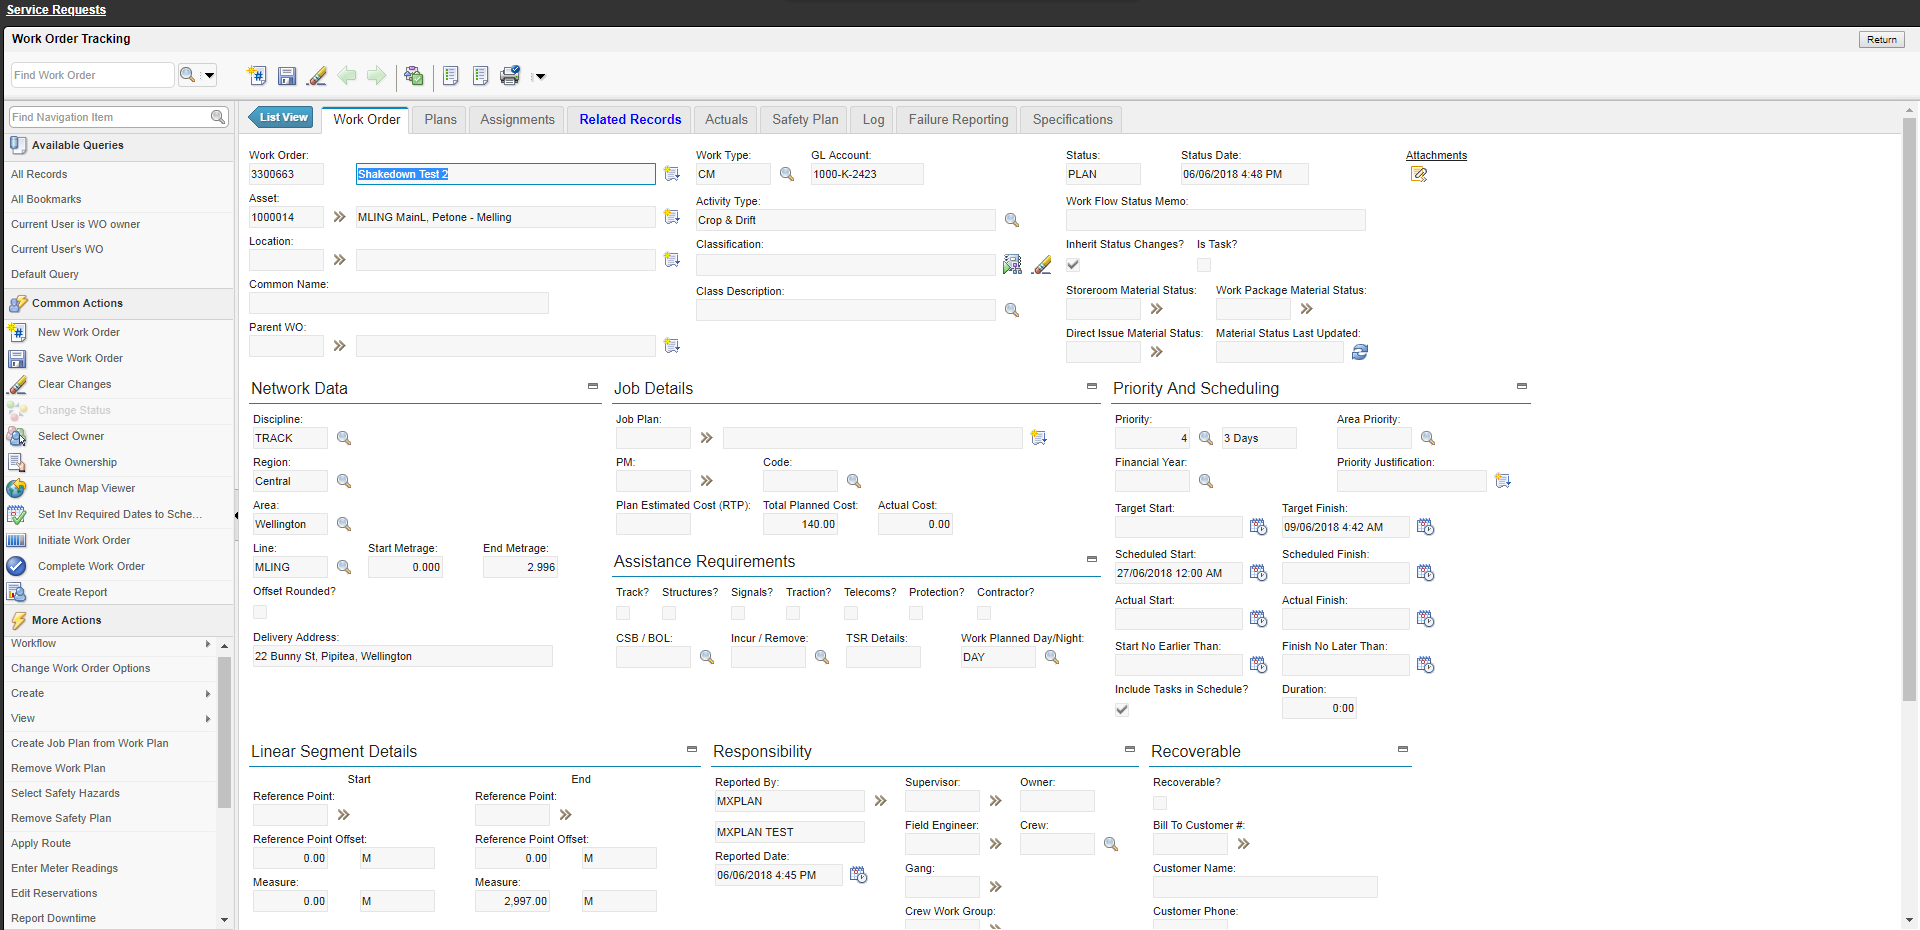 Service Requests
Work Order Tracking
Return
Find Work Order
Find Navigation Item
Available Queries
All Records
All Bookmarks
Current User is WO owner
Current User's WO
Default Query
Common Actions
New Work Order
Save Work Order
Clear Changes
Change Status
Select Owner
Take Ownership
Launch Map Viewer
Set Inv Required Dates to Sche...
Initiate Work Order
Complete Work Order
Create Report
More Actions
Workflow
Change Work Order Options
Create
View
Create Job Plan from Work Plan
Remove Work Plan
Select Safety Hazards
Remove Safety Plan
Apply Route
Enter Meter Readings
Edit Reservations
Report Downtime
List View Work Order Plans Assignments Related Records Actuals Safety Plan Log Failure Reporting Specifications
Work Order:
3300663 Shakedown Test 2
Asset:
1000014 MLING MainL, Petone - Melling
Location:
Common Name:
Parent WO:
Work Type: GL Account:
CM 1000-K-2423
Activity Type:
Crop & Drift
Classification:
Class Description:
Status: Status Date: Attachments
PLAN 06/06/2018 4:48 PM
Work Flow Status Memo:
Inherit Status Changes? Is Task?
Storeroom Material Status: Work Package Material Status:
Direct Issue Material Status: Material Status Last Updated:
Network Data
Discipline:
TRACK
Region:
Central
Area:
Wellington
Line: Start Metrage: End Metrage:
MLING 0.000 2.996
Offset Rounded?
Delivery Address:
22 Bunny St, Pipitea, Wellington
Job Details
Job Plan:
PM: Code:
Plan Estimated Cost (RTP): Total Planned Cost: Actual Cost:
140.00 0.00
Assistance Requirements
Track? Structures? Signals? Traction? Telecoms? Protection? Contractor?
CSB / BOL: Incur / Remove: TSR Details: Work Planned Day/Night:
DAY
Priority And Scheduling
Priority: Area Priority:
4 3 Days
Financial Year: Priority Justification:
Target Start: Target Finish:
09/06/2018 4:42 AM
Scheduled Start: Scheduled Finish:
27/06/2018 12:00 AM
Actual Start: Actual Finish:
Start No Earlier Than: Finish No Later Than:
Include Tasks in Schedule? Duration:
0:00
Linear Segment Details
Start End
Reference Point: Reference Point:
Reference Point Offset: Reference Point Offset:
0.00 M 0.00 M
Measure: Measure:
0.00 M 2,997.00 M
Responsibility
Reported By: Supervisor: Owner:
MXPLAN
MXPLAN TEST
Field Engineer: Crew:
Reported Date:
06/06/2018 4:45 PM
Gang:
Crew Work Group:
Recoverable
Recoverable?
Bill To Customer #:
Customer Name:
Customer Phone: